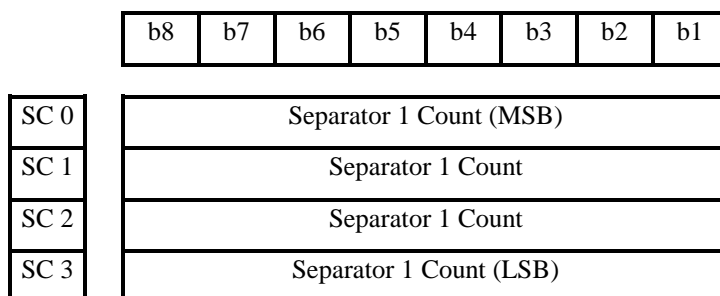 b8 b7 b6 b5 b4 b3 b2 b1
SC 0 Separator 1 Count (MSB)
SC 1 Separator 1 Count
SC 2 Separator 1 Count
SC 3 Separator 1 Count (LSB)